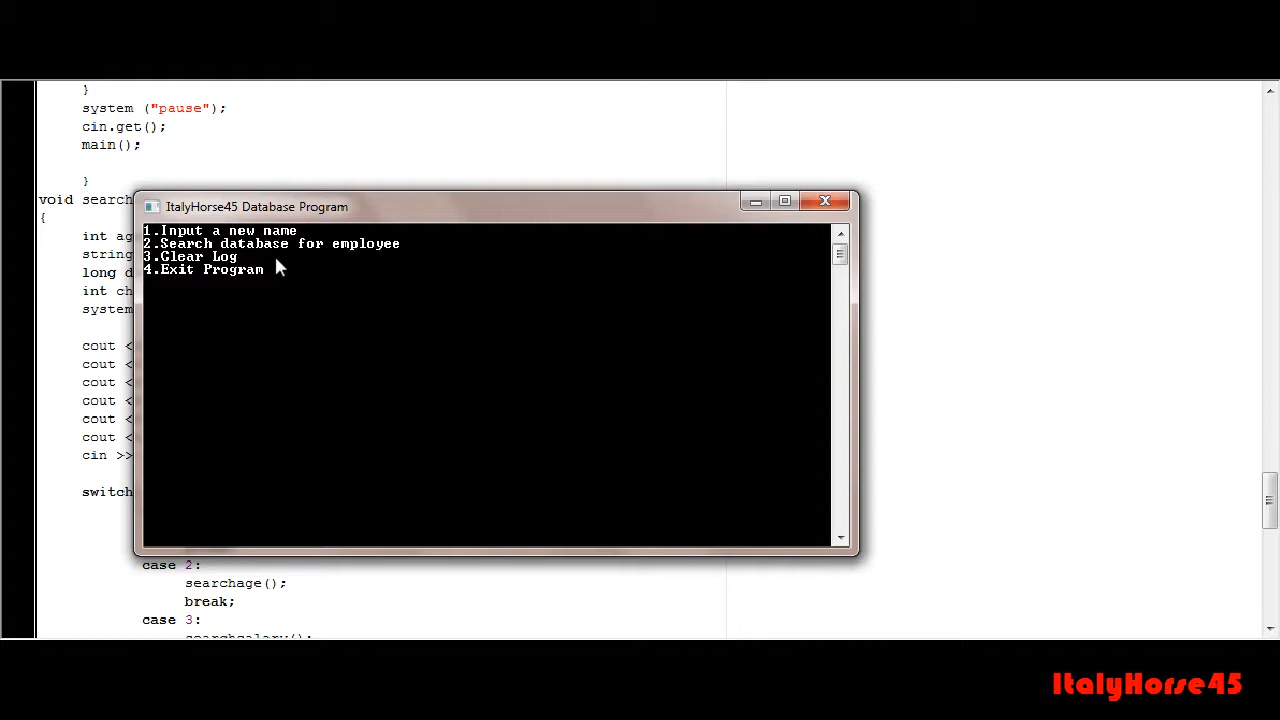 }
system ("pause");
cin.get();
main();
}
void search
{
int ag
string
long d
int ch
system
cout <
cout <
cout <
cout <
cout <
cout <
cin >>
switch
ItalyHorse45 Database Program
1.Input a new name
2.Search database for employee
3.Clear Log
4.Exit Program
case 2:
searchage();
break;
case 3:
searchsalary();
ItalyHorse45